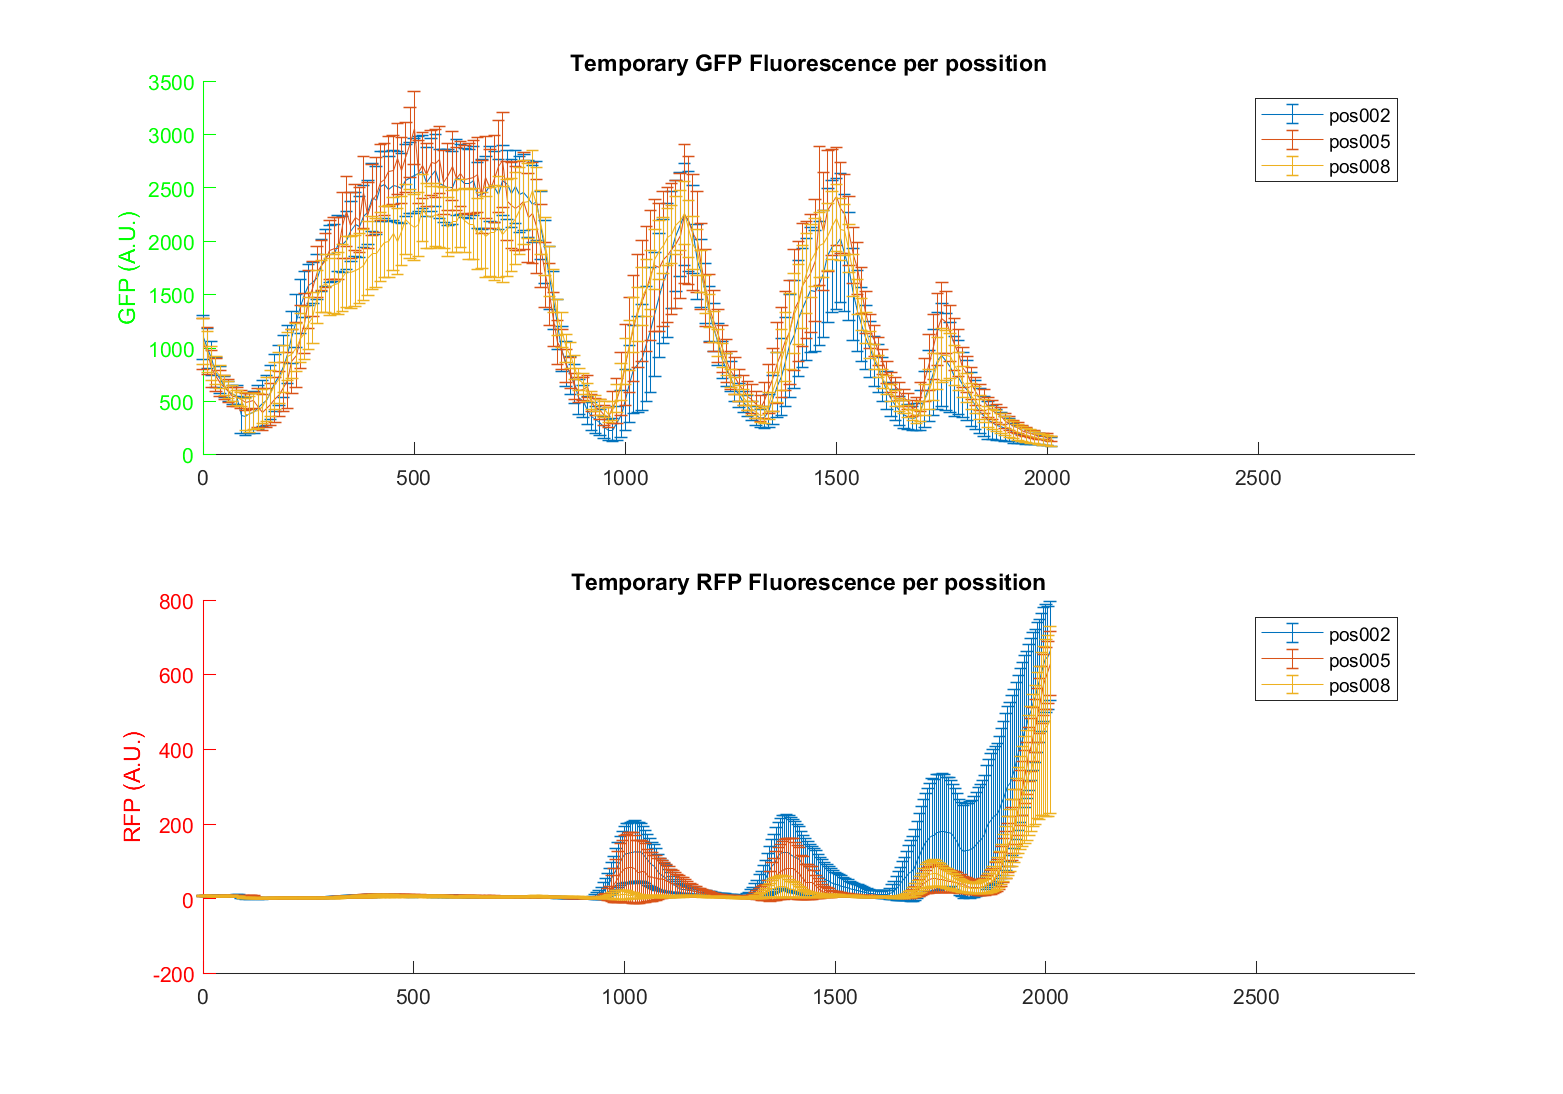 Temporary GFP Fluorescence per possition
GFP (A.U.)
3500
3000
2500
2000
1500
1000
500
0
0 500 1000 1500 2000 2500
pos002
pos005
pos008
Temporary RFP Fluorescence per possition
RFP (A.U.)
800
600
400
200
0
-200
0 500 1000 1500 2000 2500
pos002
pos005
pos008